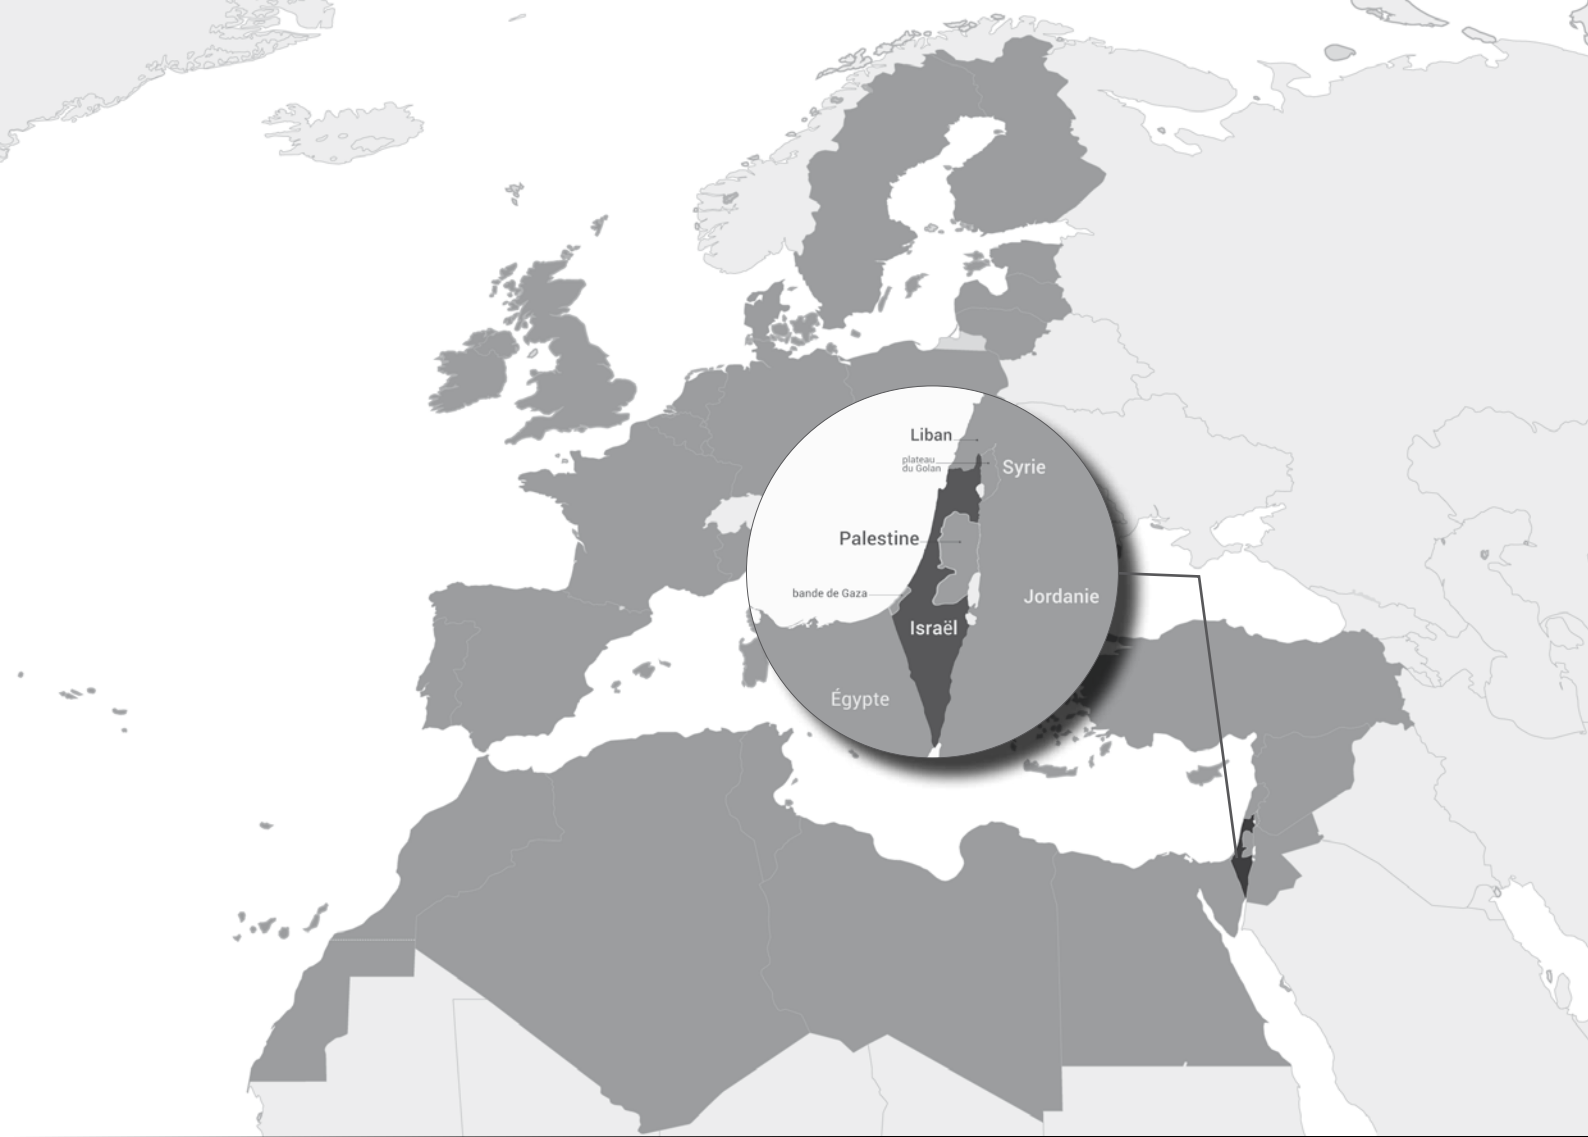 Liban
plateau
du Golan
Syrie
Palestine
bande de Gaza
Jordanie
Israël
Égypte